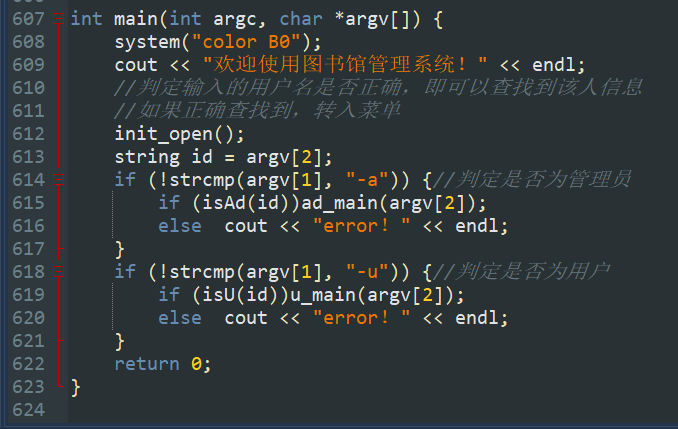 607 int main(int argc, char *argv[]) {
608     system("color B0");
609     cout << "欢迎使用图书馆管理系统！" << endl;
610     //判定输入的用户名是否正确，即可以查找到该人信息
611     //如果正确查找到，转入菜单
612     init_open();
613     string id = argv[2];
614     if (!strcmp(argv[1], "-a")) {//判定是否为管理员
615         if (isAd(id))ad_main(argv[2]);
616         else  cout << "error！" << endl;
617     }
618     if (!strcmp(argv[1], "-u")) {//判定是否为用户
619         if (isU(id))u_main(argv[2]);
620         else  cout << "error！" << endl;
621     }
622     return 0;
623 }
624